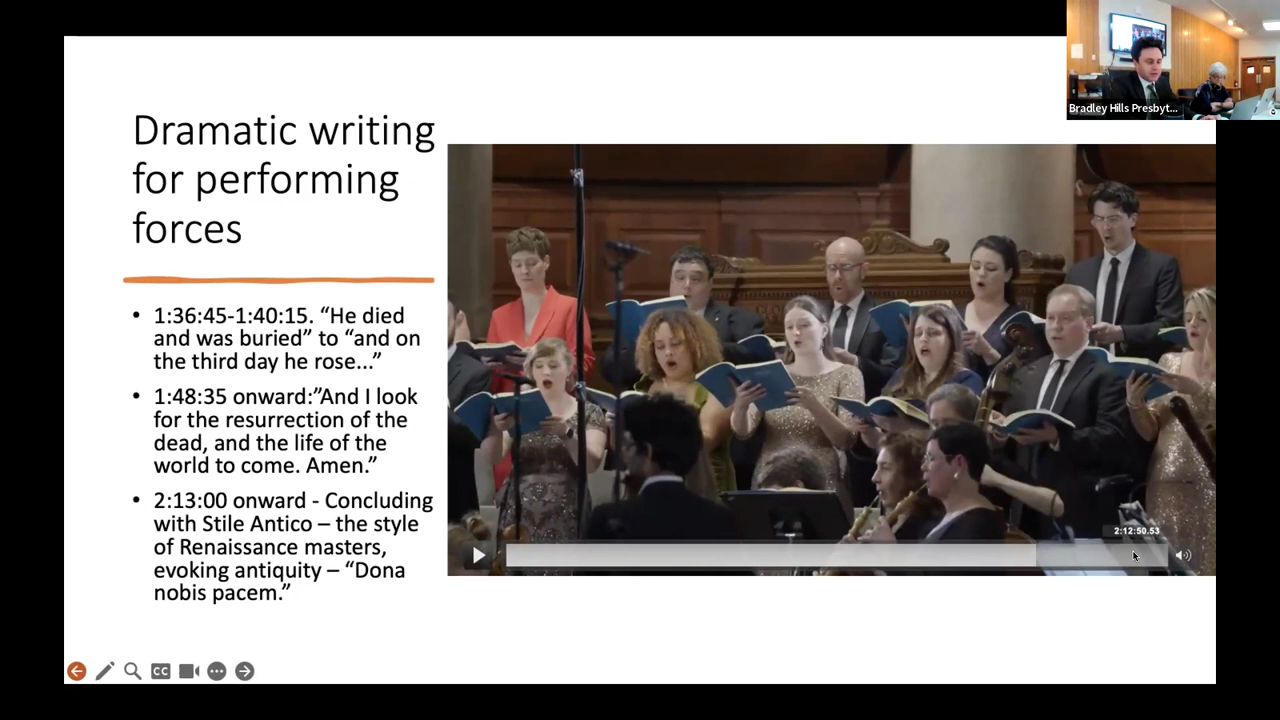 Bradley Hills Presbyt...
Dramatic writing
for performing
forces
• 1:36:45-1:40:15. “He died
and was buried” to “and on
the third day he rose…”
• 1:48:35 onward:”And I look
for the resurrection of the
dead, and the life of the
world to come. Amen.”
• 2:13:00 onward - Concluding
with Stile Antico – the style
of Renaissance masters,
evoking antiquity – “Dona
nobis pacem.”
2:12:50.53
CC